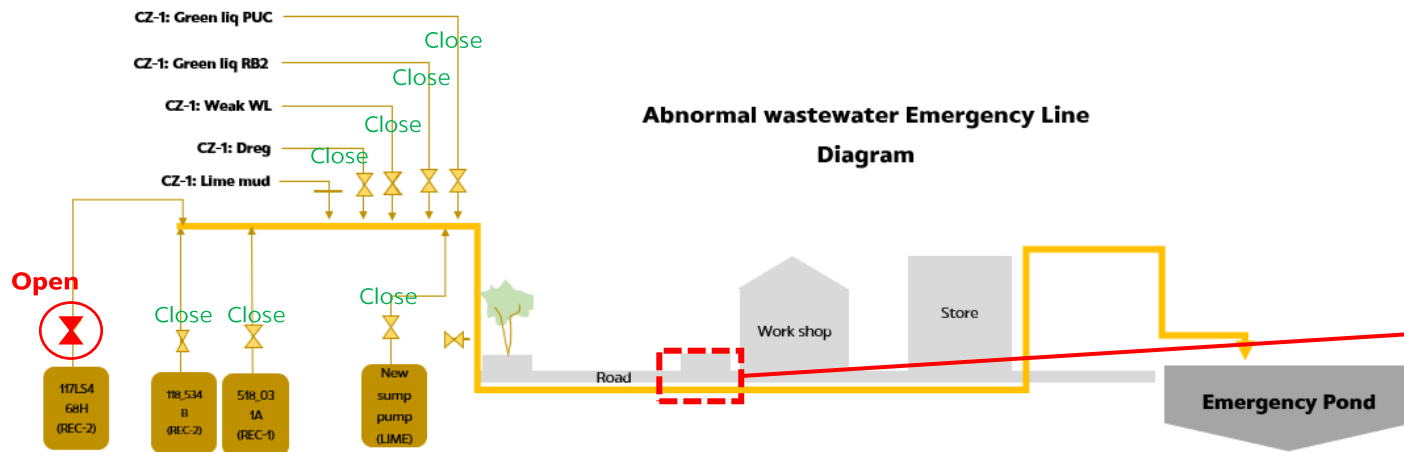 CZ-1: Green liq PUC
Close
CZ-1: Green liq RB2
Close
CZ-1: Weak WL
Close
CZ-1: Dreg
Close
CZ-1: Lime mud
Abnormal wastewater Emergency Line
Diagram
Open
Close
Close
Close
117LS4
68H
(REC-2)
118_534
B
(REC-2)
518_03
1A
(REC-1)
New
sump
pump
(LIME)
Road
Work shop
Store
Emergency Pond